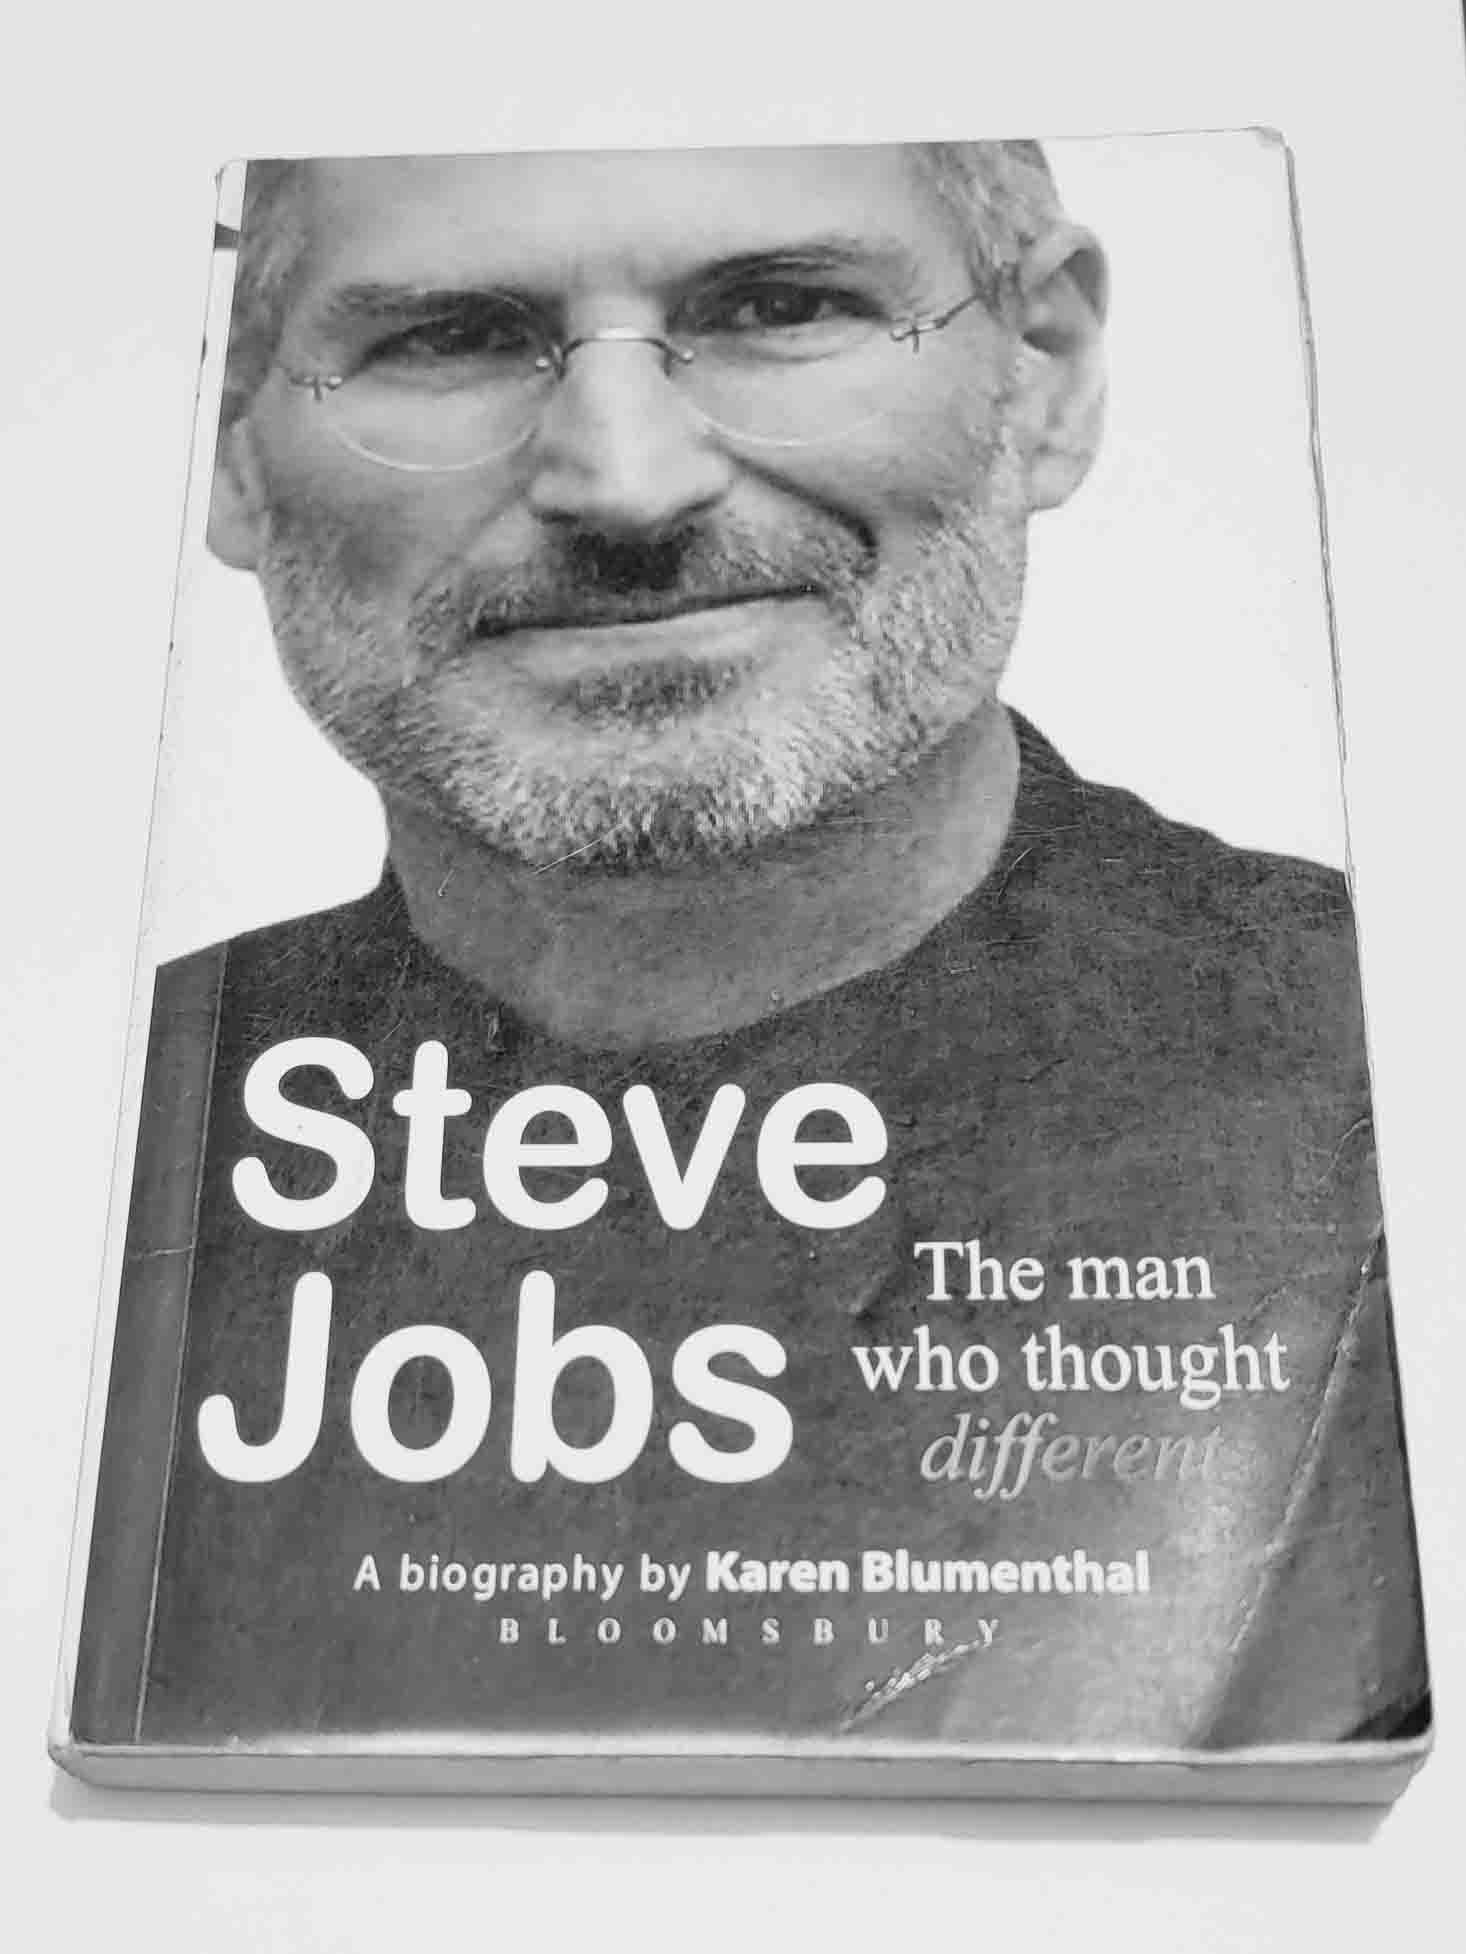 Steve
Jobs
The man
who thought
different
A biography by Karen Blumenthal
BLOOMSBURY